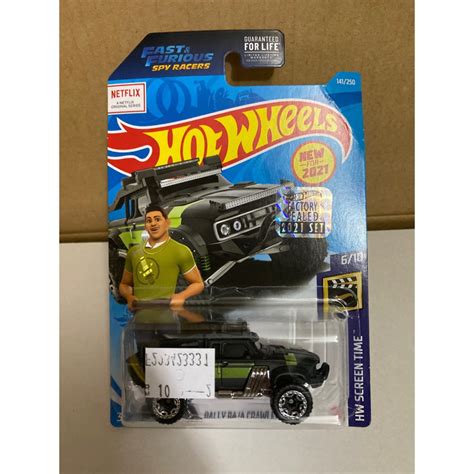 FAST & FURIOUS
SPY RACERS
GUARANTEED
FOR LIFE
141/250
NETFLIX
A NETFLIX
ORIGINAL SERIES
HOT WHEELS
NEW
FOR
2021
FACTORY
SEALED
2021 SET
6/10
HW SCREEN TIME
RALLY BAJA CRAWLER